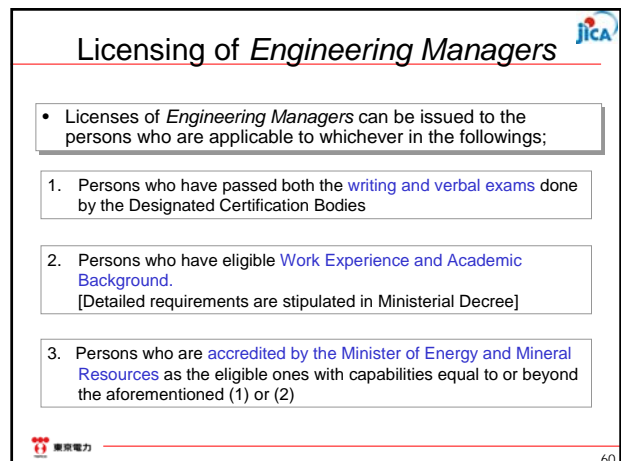 jica
Licensing of Engineering Managers
• Licenses of Engineering Managers can be issued to the
persons who are applicable to whichever in the followings;
1. Persons who have passed both the writing and verbal exams done
by the Designated Certification Bodies
2. Persons who have eligible Work Experience and Academic
Background.
[Detailed requirements are stipulated in Ministerial Decree]
3. Persons who are accredited by the Minister of Energy and Mineral
Resources as the eligible ones with capabilities equal to or beyond
the aforementioned (1) or (2)
東京電力
60